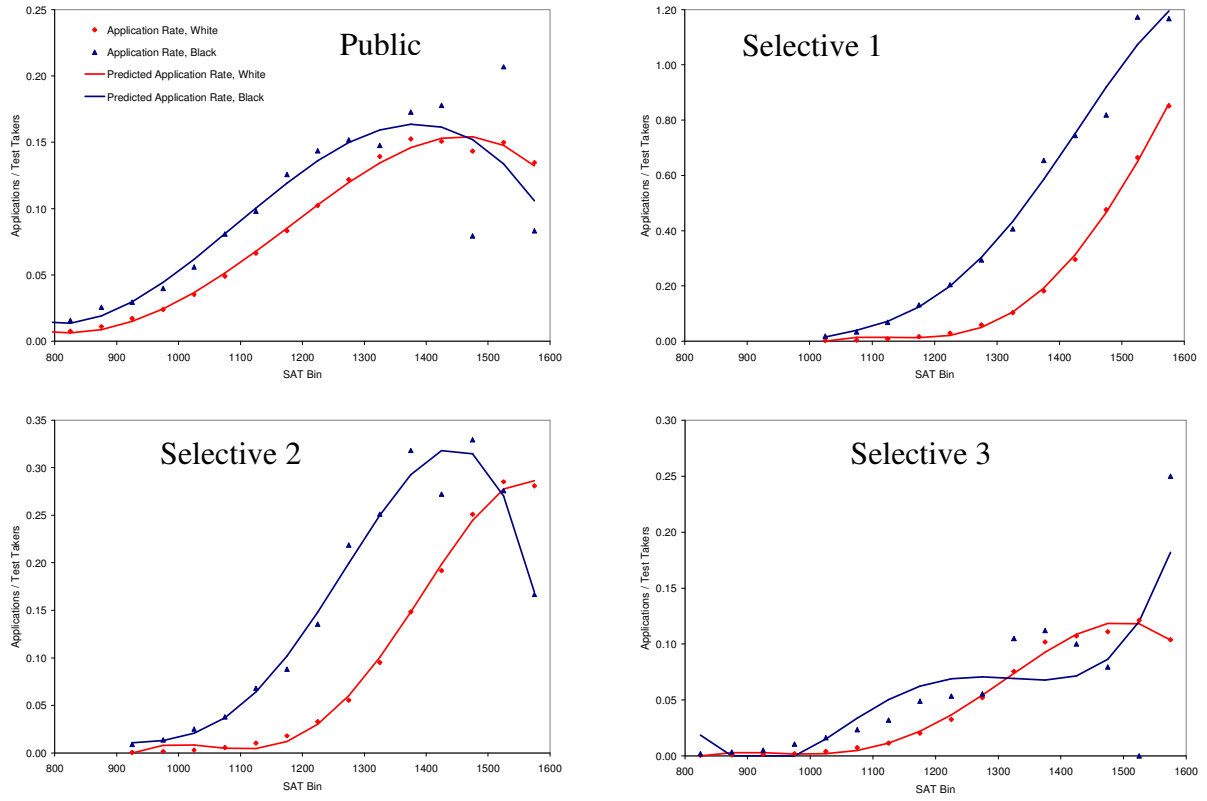 Public
Application Rate, White
Application Rate, Black
Predicted Application Rate, White
Predicted Application Rate, Black
Applications / Test Takers
0.25
0.20
0.15
0.10
0.05
0.00
800 900 1000 1100 1200 1300 1400 1500 1600
SAT Bin
Selective 1
Applications / Test Takers
1.20
1.00
0.80
0.60
0.40
0.20
0.00
800 900 1000 1100 1200 1300 1400 1500 1600
SAT Bin
Selective 2
Applications / Test Takers
0.35
0.30
0.25
0.20
0.15
0.10
0.05
0.00
800 900 1000 1100 1200 1300 1400 1500 1600
SAT Bin
Selective 3
Applications / Test Takers
0.30
0.25
0.20
0.15
0.10
0.05
0.00
800 900 1000 1100 1200 1300 1400 1500 1600
SAT Bin